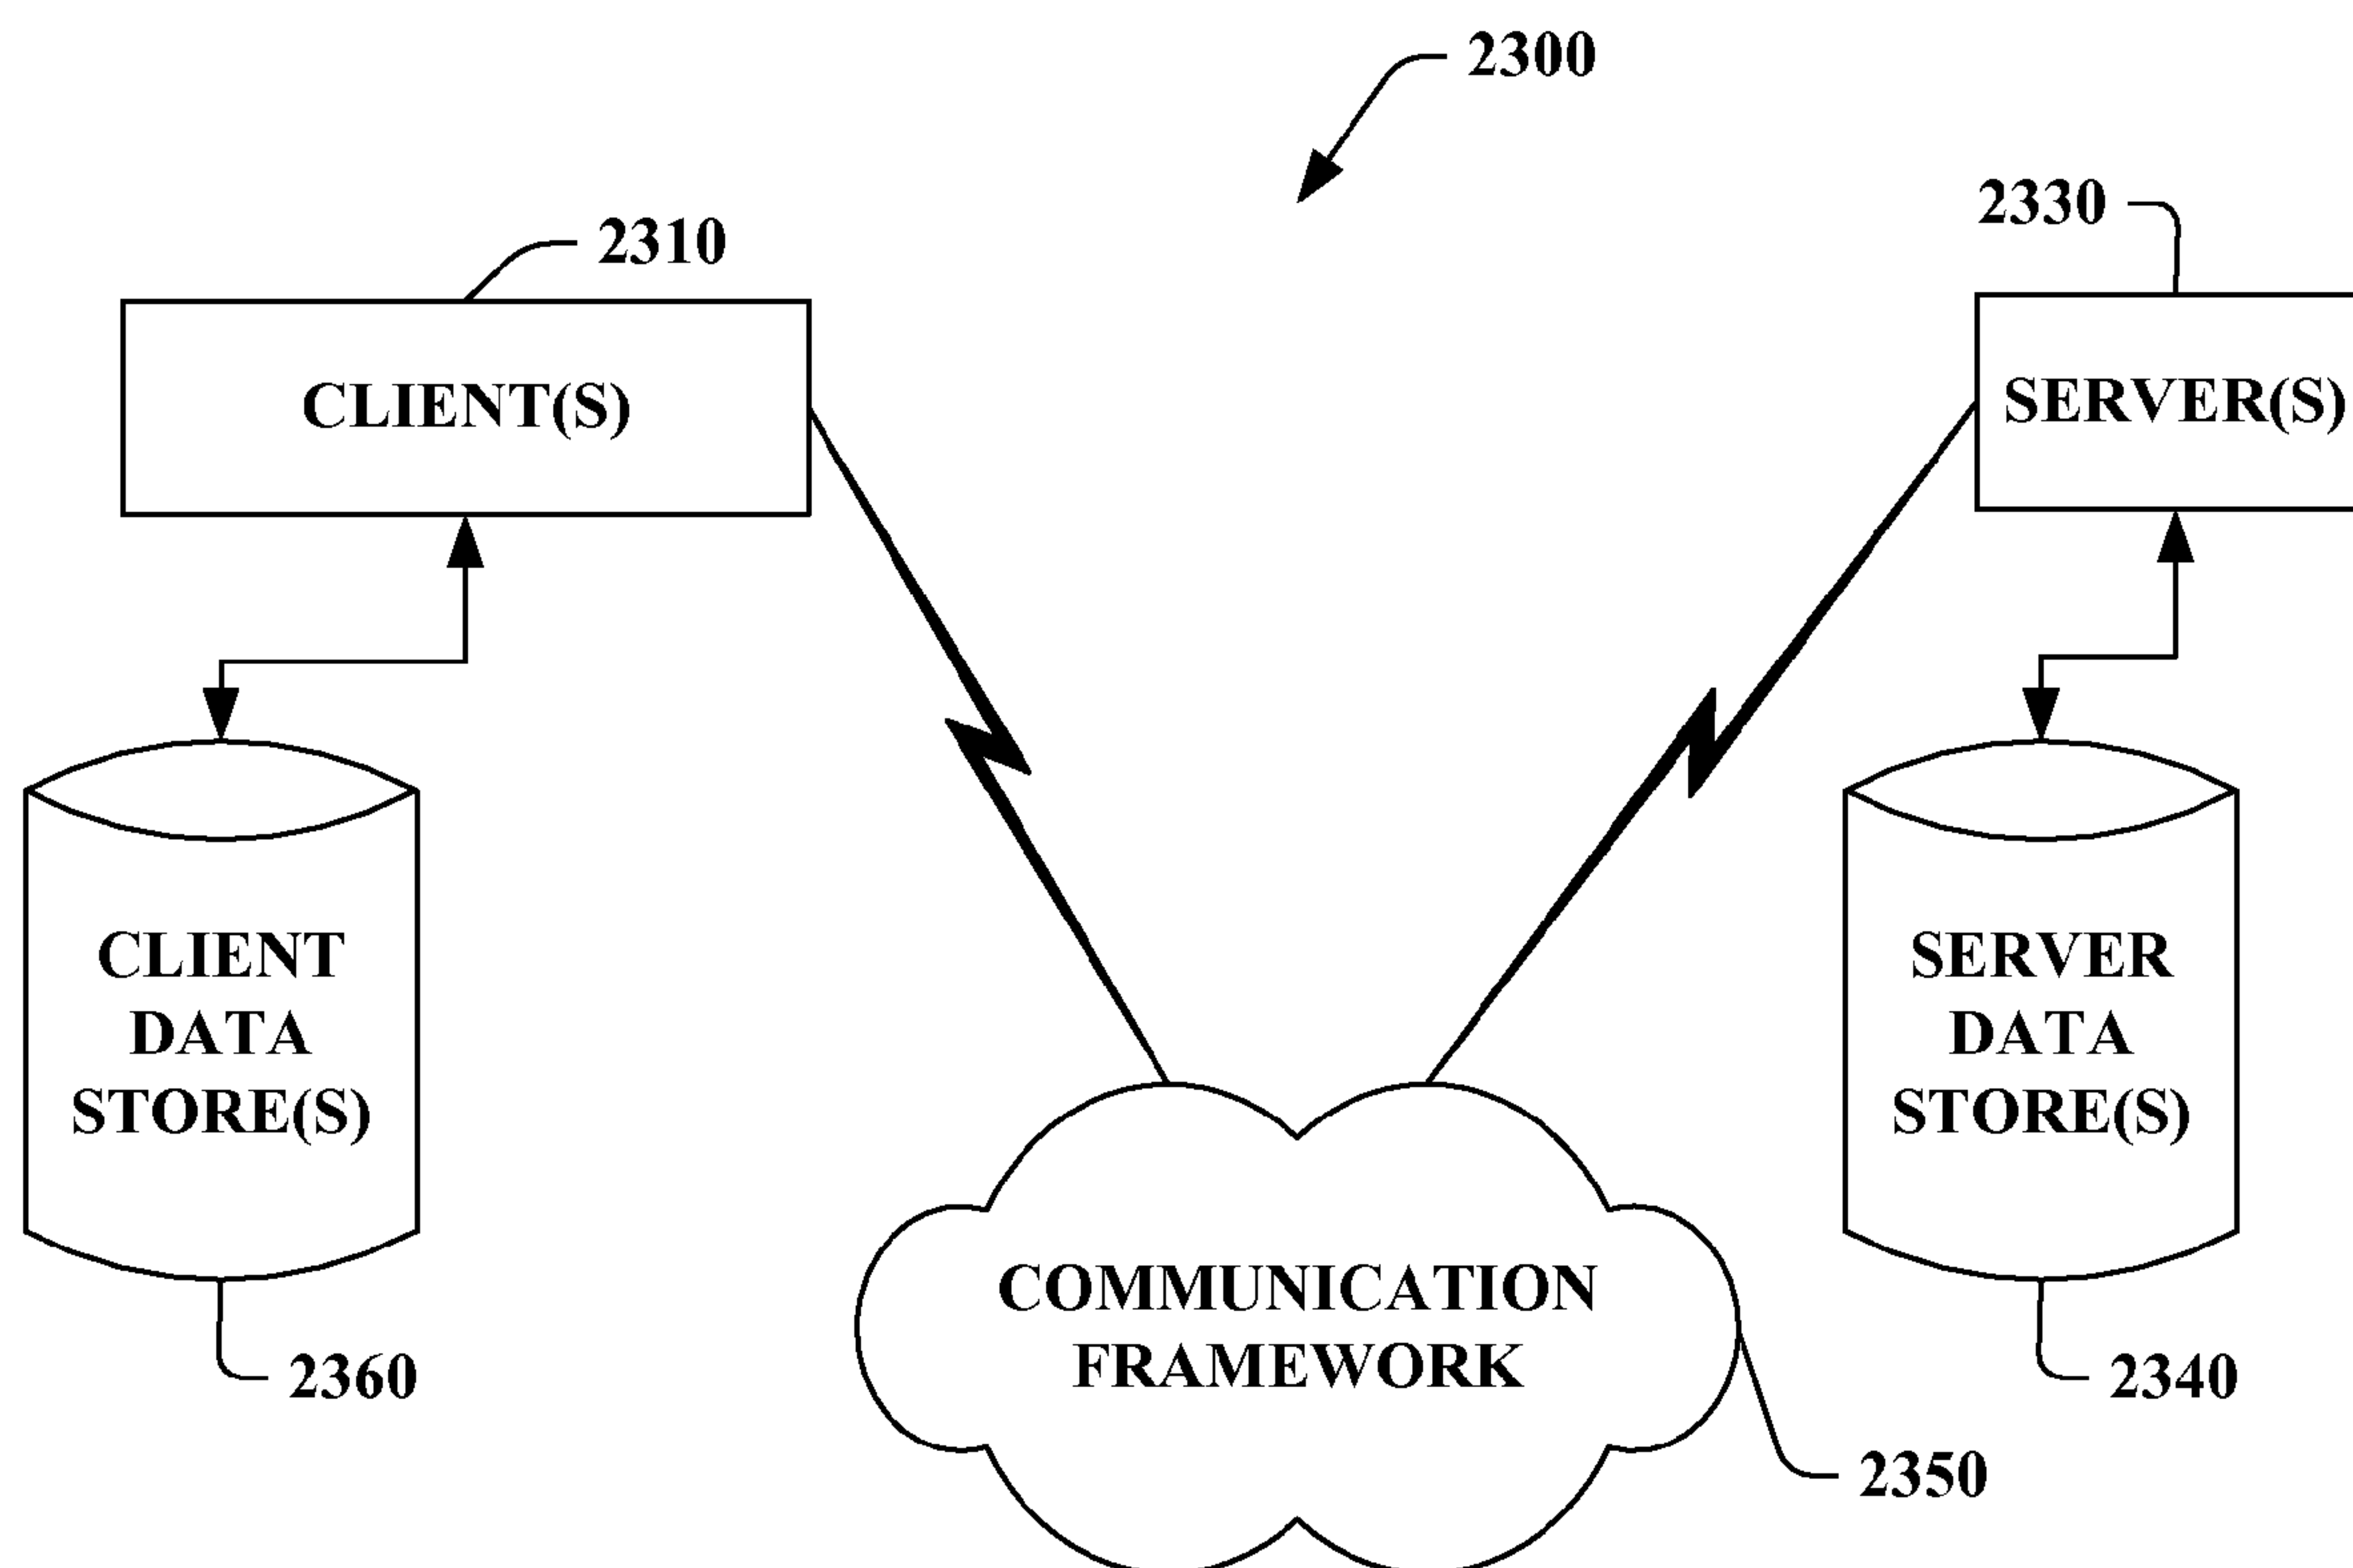 2300
2330
2310
CLIENT(S)
SERVER(S)
CLIENT
DATA
STORE(S)
SERVER
DATA
STORE(S)
COMMUNICATION
FRAMEWORK
2360
2340
2350